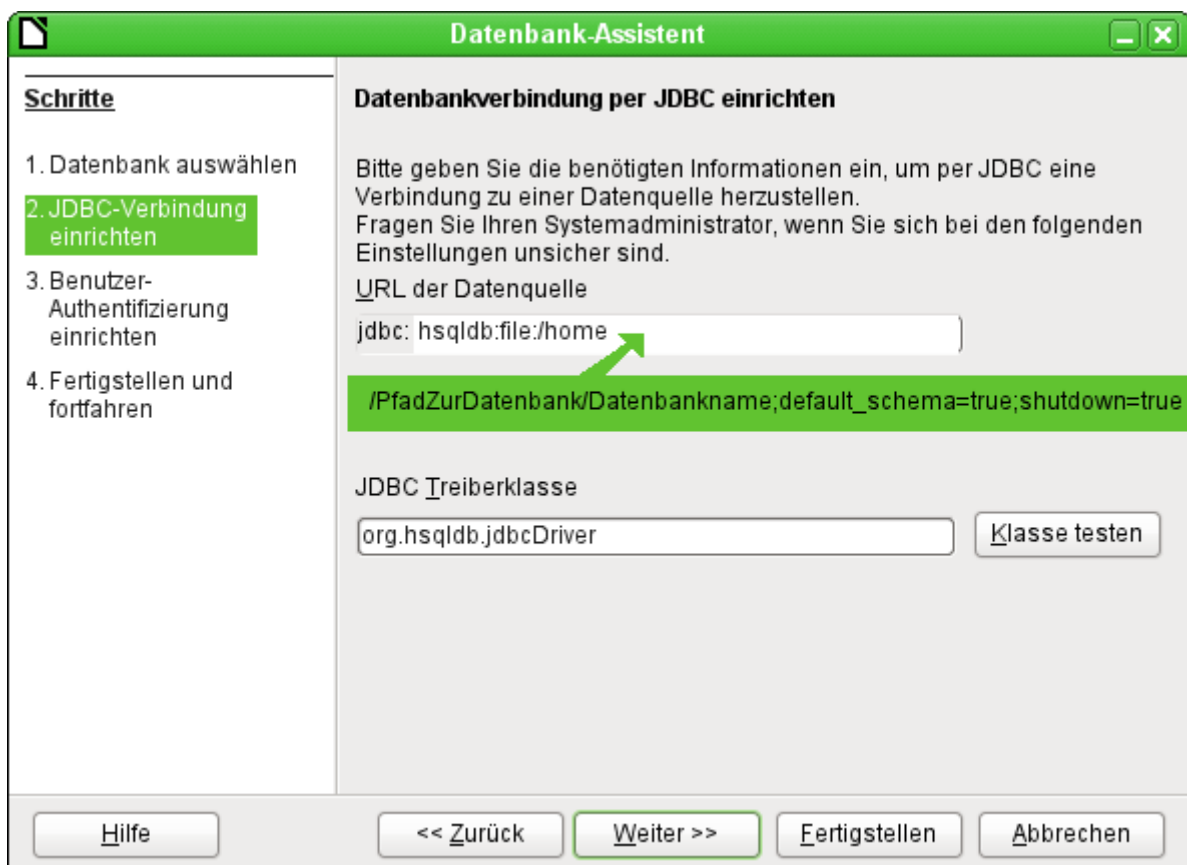 Datenbank-Assistent
Schritte
1. Datenbank auswählen
2. JDBC-Verbindung
einrichten
3. Benutzer-
Authentifizierung
einrichten
4. Fertigstellen und
fortfahren
Datenbankverbindung per JDBC einrichten
Bitte geben Sie die benötigten Informationen ein, um per JDBC eine
Verbindung zu einer Datenquelle herzustellen.
Fragen Sie Ihren Systemadministrator, wenn Sie sich bei den folgenden
Einstellungen unsicher sind.
URL der Datenquelle
jdbc: hsqldb:file:/home
/PfadZurDatenbank/Datenbankname;default_schema=true;shutdown=true
JDBC Treiberklasse
org.hsqldb.jdbcDriver
Klasse testen
Hilfe
<< Zurück
Weiter >>
Fertigstellen
Abbrechen